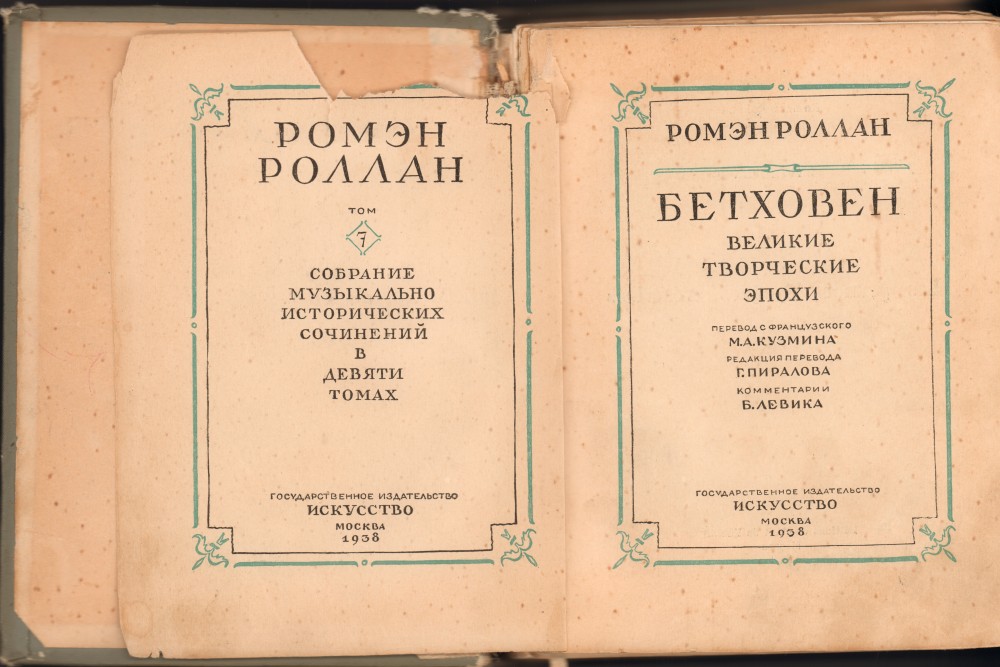 РОМЭН
РОЛЛАН
ТОМ
7
СОБРАНИЕ
МУЗЫКАЛЬНО
ИСТОРИЧЕСКИХ
СОЧИНЕНИЙ
В
ДЕВЯТИ
ТОМАХ
ГОСУДАРСТВЕННОЕ ИЗДАТЕЛЬСТВО
ИСКУССТВО
МОСКВА
1938
РОМЭН РОЛЛАН
БЕТХОВЕН
ВЕЛИКИЕ
ТВОРЧЕСКИЕ
ЭПОХИ
ПЕРЕВОД С ФРАНЦУЗСКОГО
М.А.КУЗМИНА
РЕДАКЦИЯ ПЕРЕВОДА
Г.ПИРАЛОВА
КОММЕНТАРИЙ
Б.ЛЕВИКА
ГОСУДАРСТВЕННОЕ ИЗДАТЕЛЬСТВО
ИСКУССТВО
МОСКВА
1938